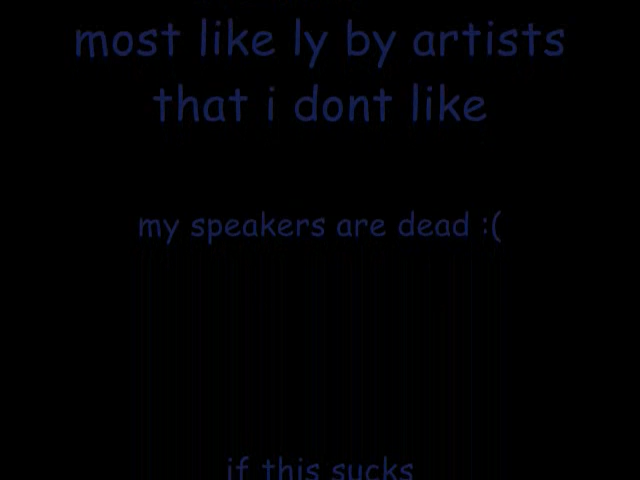 most like ly by artists
that i dont like
my speakers are dead :(
if this sucks